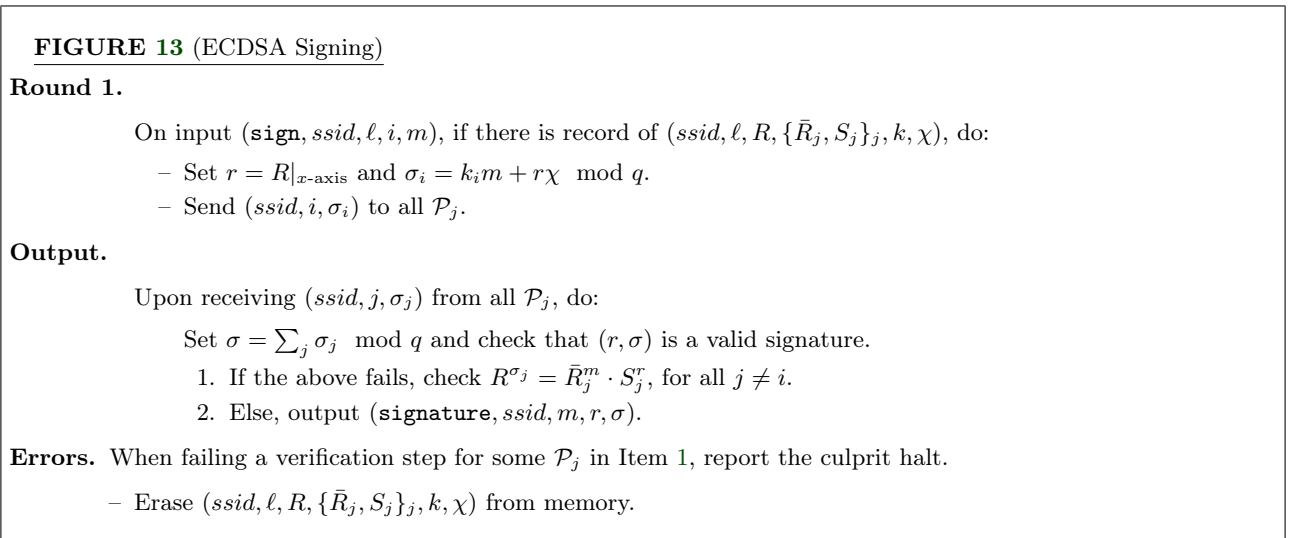 FIGURE 13 (ECDSA Signing)
Round 1.
On input (sign, ssid, ℓ, i, m), if there is record of (ssid, ℓ, R, {R̄_j, S_j}_j, k, χ), do:
– Set r = R|_{x-axis} and σ_i = k_i m + rχ mod q.
– Send (ssid, i, σ_i) to all 𝒫_j.
Output.
Upon receiving (ssid, j, σ_j) from all 𝒫_j, do:
Set σ = ∑_j σ_j mod q and check that (r, σ) is a valid signature.
1. If the above fails, check R^{σ_j} = R̄_j^m · S_j^r, for all j ≠ i.
2. Else, output (signature, ssid, m, r, σ).
Errors. When failing a verification step for some 𝒫_j in Item 1, report the culprit halt.
– Erase (ssid, ℓ, R, {R̄_j, S_j}_j, k, χ) from memory.